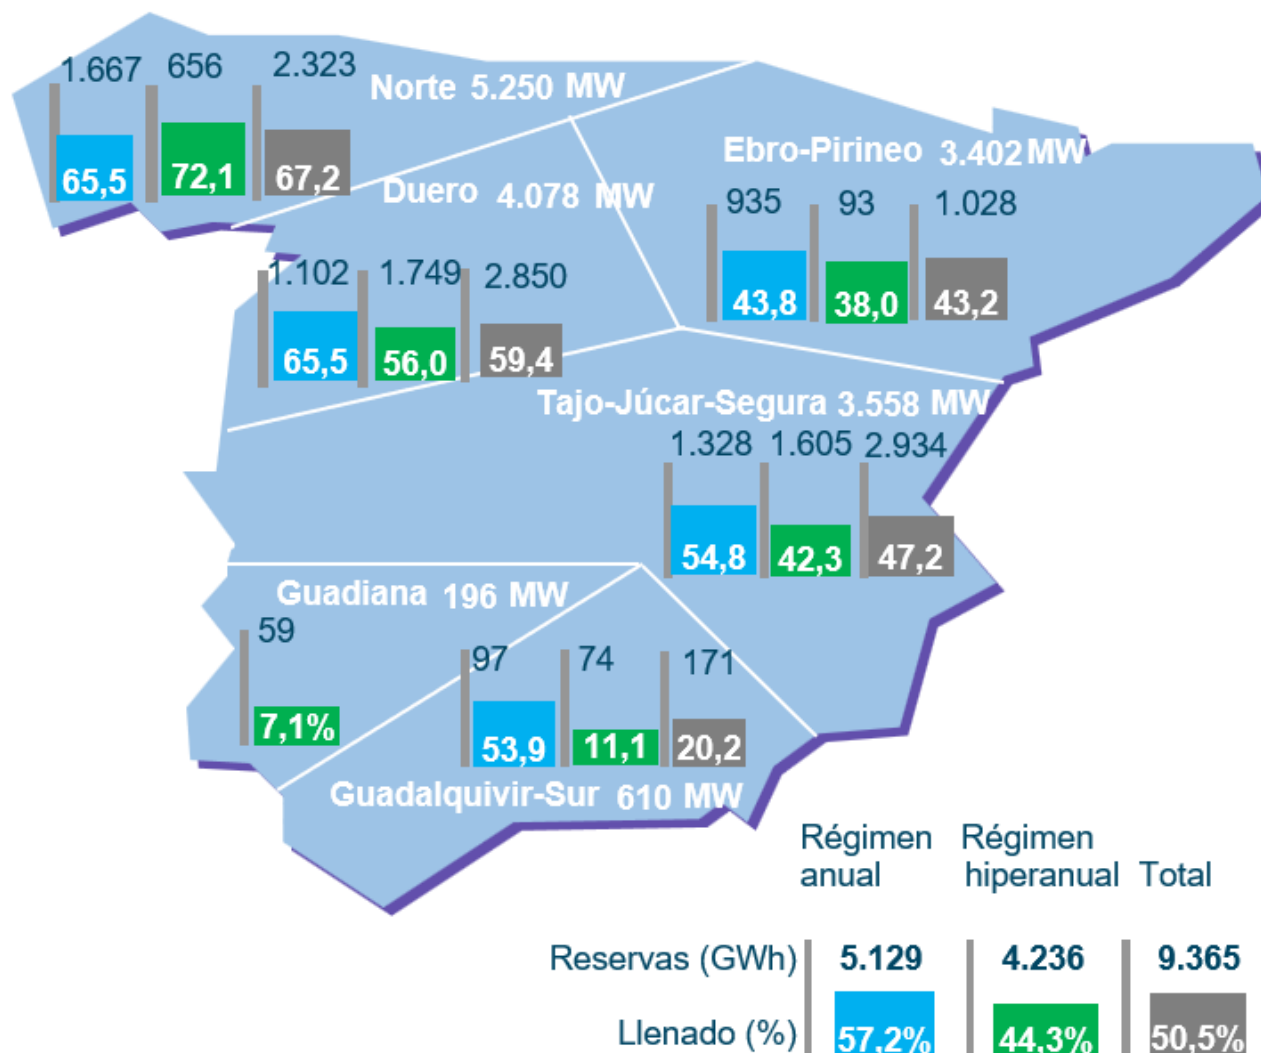 1.667 656 2.323
Norte 5.250 MW
65,5 72,1 67,2
Ebro-Pirineo 3.402 MW
935 93 1.028
43,8 38,0 43,2
Duero 4.078 MW
1.102 1.749 2.850
65,5 56,0 59,4
Tajo-Júcar-Segura 3.558 MW
1.328 1.605 2.934
54,8 42,3 47,2
Guadiana 196 MW
59
7,1%
97 74 171
53,9 11,1 20,2
Guadalquivir-Sur 610 MW
Régimen Régimen
anual hiperanual Total
Reservas (GWh) 5.129 4.236 9.365
Llenado (%) 57,2% 44,3% 50,5%